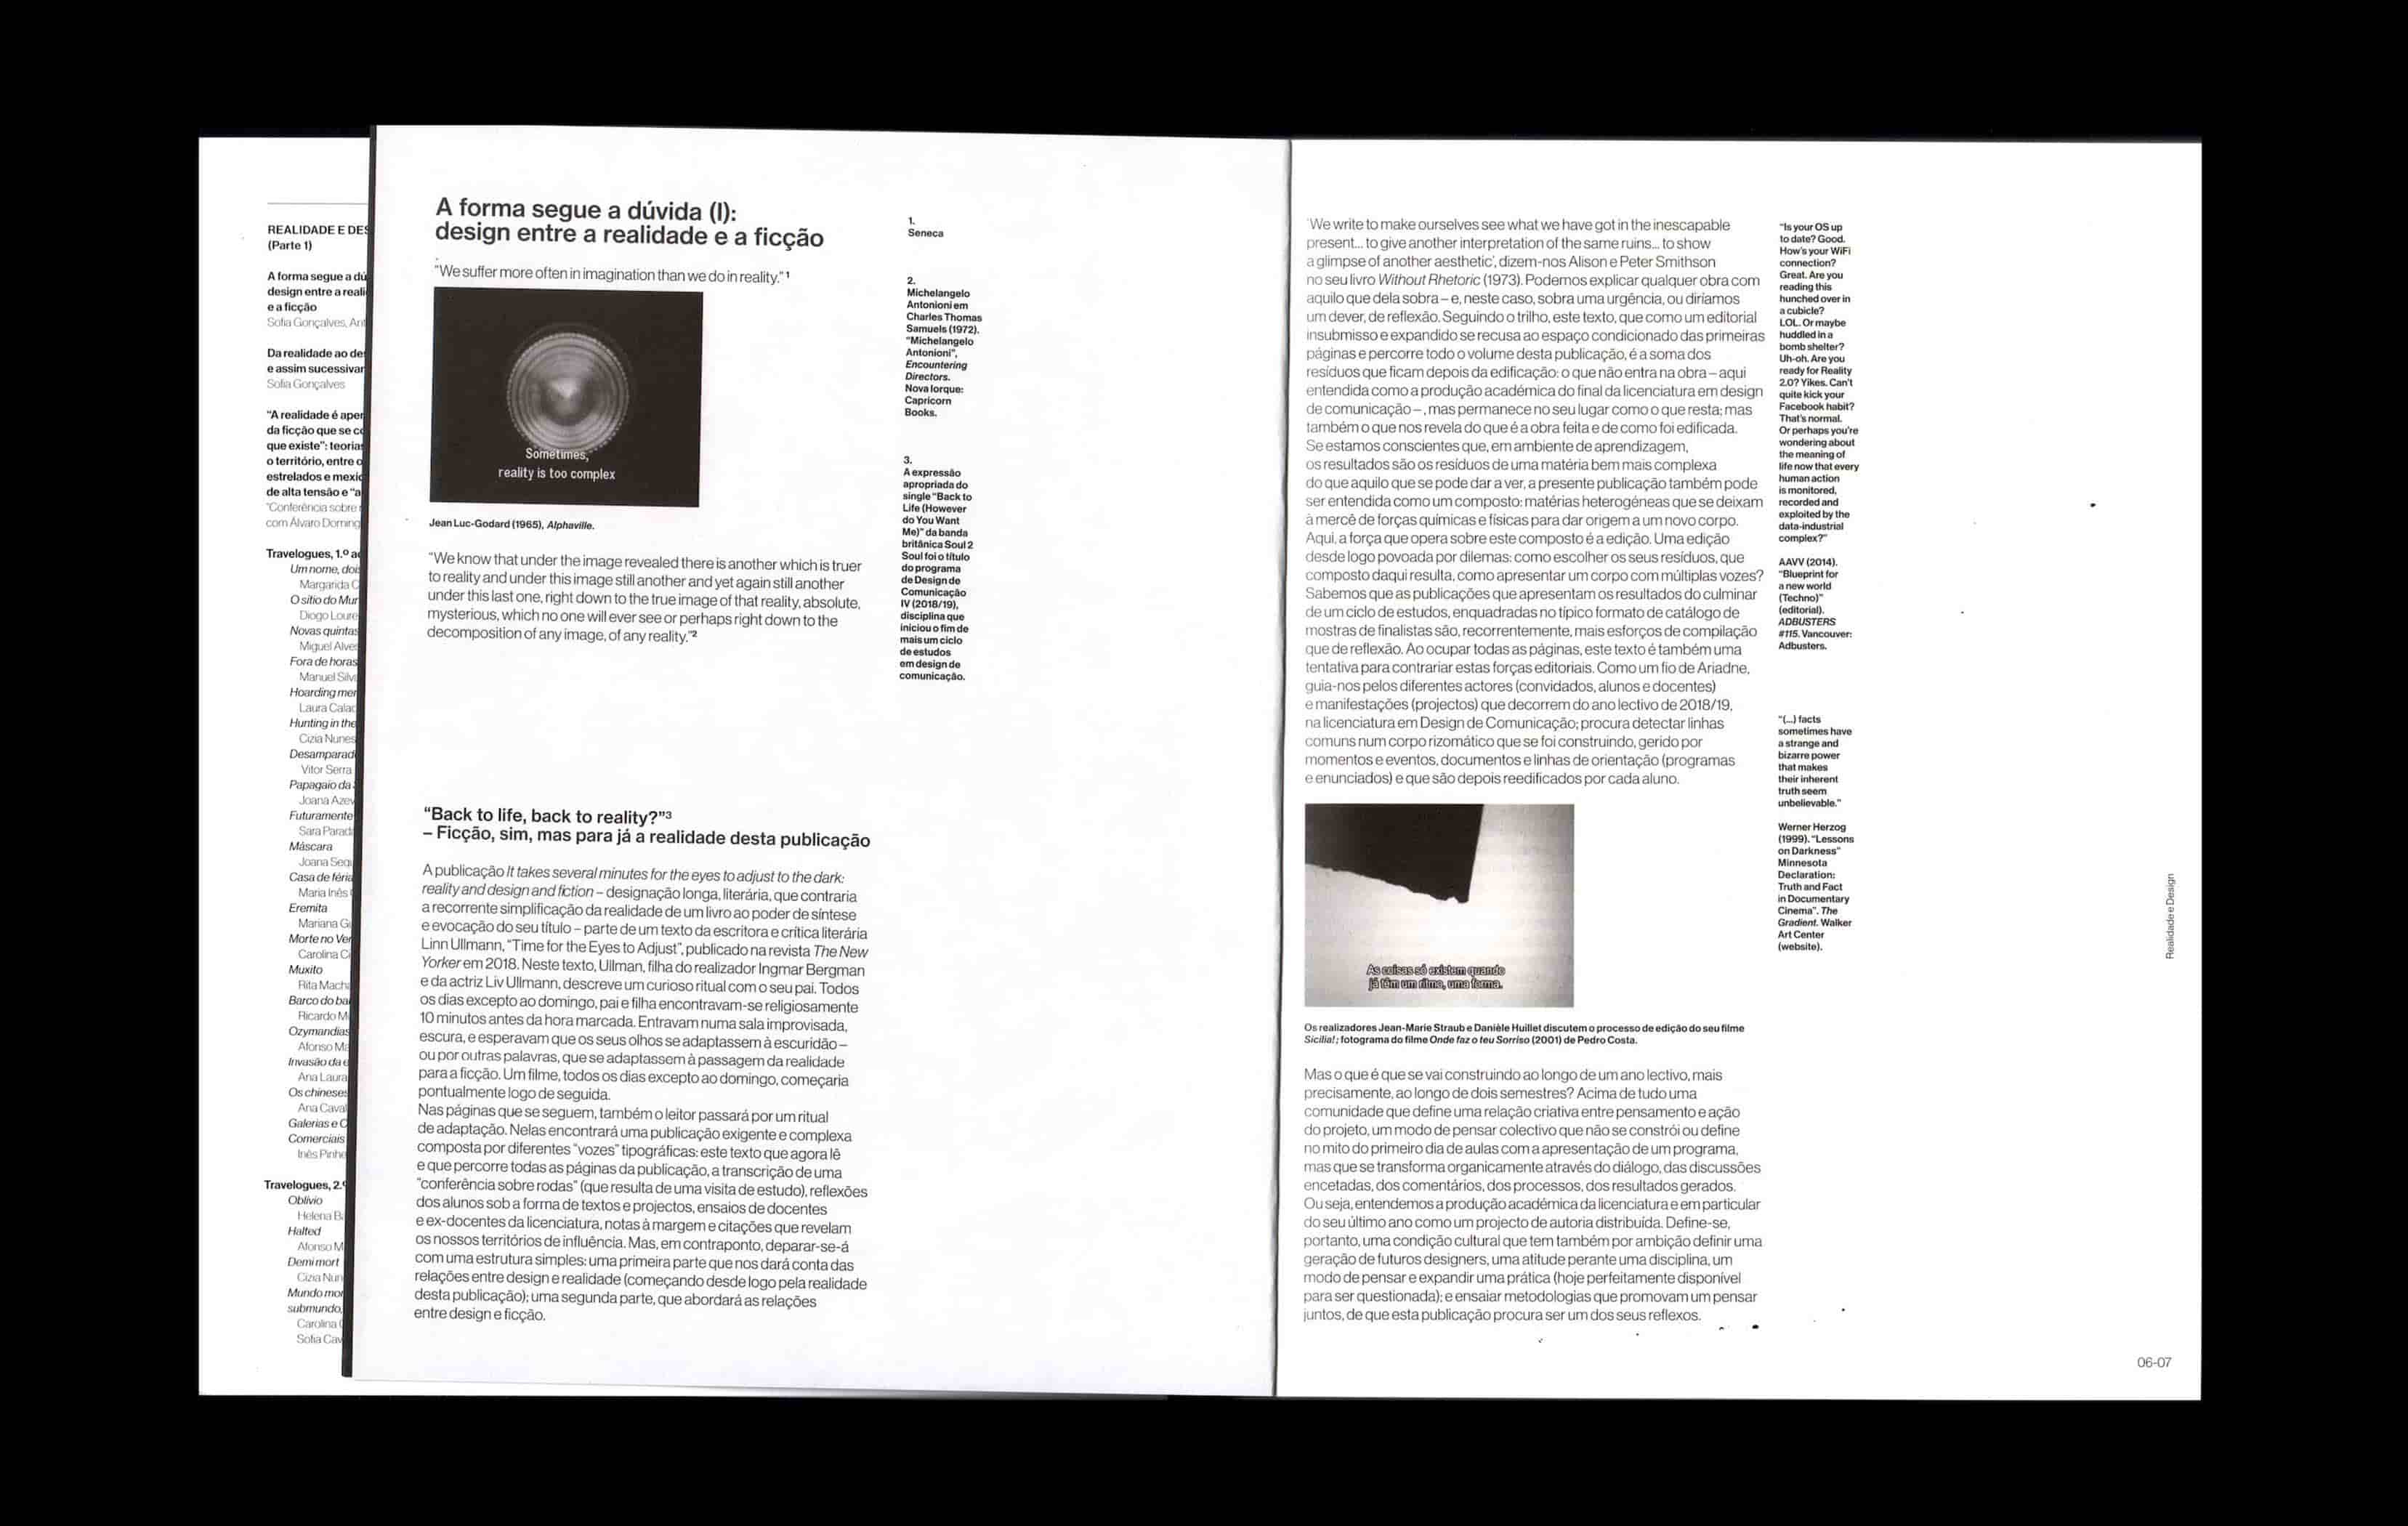 REALIDADE E DES
(Parte 1)
A forma segue a dú
design entre a reali
e a ficção
Sofia Gonçalves, Ant
Da realidade ao de
e assim sucessivar
Sofia Gonçalves
"A realidade é aper
da ficção que se co
que existe": teorias
o território, entre o
estrelados e mexic
de alta tensão e "a
"Conferência sobre r
com Álvaro Doming
Travelogues, 1.º a
Um nome, dois
Margarida C
O sítio do Mur
Diogo Loure
Novas quintas
Miguel Alves
Fora de horas
Manuel Silva
Hoarding mer
Laura Calad
Hunting in the
Cizia Nunes
Desamparad
Vitor Serra
Papagaio da
Joana Azev
Futuramente
Sara Parada
Máscara
Joana Sequ
Casa de féria
Maria Inês
Eremita
Mariana G
Morte no Ver
Carolina C
Muxito
Rita Macha
Barco do ba
Ricardo M
Ozymandias
Afonso Ma
Invasão da e
Ana Laura
Os chineses
Ana Caval
Galerias e C
Comerciais
Inês Pinhe
Travelogues, 2.º
Oblívio
Helena Ba
Halted
Afonso M
Demi mort
Cizia Nun
Mundo mor
submundo,
Carolina
Sofia Cav
A forma segue a dúvida (I):
design entre a realidade e a ficção
"We suffer more often in imagination than we do in reality."¹
Sometimes,
reality is too complex
Jean Luc-Godard (1965), Alphaville.
"We know that under the image revealed there is another which is truer
to reality and under this image still another and yet again still another
under this last one, right down to the true image of that reality, absolute,
mysterious, which no one will ever see or perhaps right down to the
decomposition of any image, of any reality."²
"Back to life, back to reality?"³
– Ficção, sim, mas para já a realidade desta publicação
A publicação It takes several minutes for the eyes to adjust to the dark:
reality and design and fiction – designação longa, literária, que contraria
a recorrente simplificação da realidade de um livro ao poder de síntese
e evocação do seu título – parte de um texto da escritora e crítica literária
Linn Ullmann, "Time for the Eyes to Adjust", publicado na revista The New
Yorker em 2018. Neste texto, Ullman, filha do realizador Ingmar Bergman
e da actriz Liv Ullmann, descreve um curioso ritual com o seu pai. Todos
os dias excepto ao domingo, pai e filha encontravam-se religiosamente
10 minutos antes da hora marcada. Entravam numa sala improvisada,
escura, e esperavam que os seus olhos se adaptassem à escuridão –
ou por outras palavras, que se adaptassem à passagem da realidade
para a ficção. Um filme, todos os dias excepto ao domingo, começaria
pontualmente logo de seguida.
Nas páginas que se seguem, também o leitor passará por um ritual
de adaptação. Nelas encontrará uma publicação exigente e complexa
composta por diferentes "vozes" tipográficas: este texto que agora lê
e que percorre todas as páginas da publicação, a transcrição de uma
"conferência sobre rodas" (que resulta de uma visita de estudo), reflexões
dos alunos sob a forma de textos e projectos, ensaios de docentes
e ex-docentes da licenciatura, notas à margem e citações que revelam
os nossos territórios de influência. Mas, em contraponto, deparar-se-á
com uma estrutura simples: uma primeira parte que nos dará conta das
relações entre design e realidade (começando desde logo pela realidade
desta publicação); uma segunda parte, que abordará as relações
entre design e ficção.
1.
Seneca
2.
Michelangelo
Antonioni em
Charles Thomas
Samuels (1972).
"Michelangelo
Antonioni",
Encountering
Directors.
Nova Iorque:
Capricorn
Books.
3.
A expressão
apropriada do
single "Back to
Life (However
do You Want
Me)" da banda
britânica Soul 2
Soul foi o título
do programa
de Design de
Comunicação
IV (2018/19),
disciplina que
iniciou o fim de
mais um ciclo
de estudos
em design de
comunicação.
'We write to make ourselves see what we have got in the inescapable
present... to give another interpretation of the same ruins... to show
a glimpse of another aesthetic', dizem-nos Alison e Peter Smithson
no seu livro Without Rhetoric (1973). Podemos explicar qualquer obra com
aquilo que dela sobra – e, neste caso, sobra uma urgência, ou diríamos
um dever, de reflexão. Seguindo o trilho, este texto, que como um editorial
insubmisso e expandido se recusa ao espaço condicionado das primeiras
páginas e percorre todo o volume desta publicação, é a soma dos
resíduos que ficam depois da edificação: o que não entra na obra – aqui
entendida como a produção académica do final da licenciatura em design
de comunicação –, mas permanece no seu lugar como o que resta; mas
também o que nos revela do que é a obra feita e de como foi edificada.
Se estamos conscientes que, em ambiente de aprendizagem,
os resultados são os resíduos de uma matéria bem mais complexa
do que aquilo que se pode dar a ver, a presente publicação também pode
ser entendida como um composto: matérias heterogéneas que se deixam
à mercê de forças químicas e físicas para dar origem a um novo corpo.
Aqui, a força que opera sobre este composto é a edição. Uma edição
desde logo povoada por dilemas: como escolher os seus resíduos, que
composto daqui resulta, como apresentar um corpo com múltiplas vozes?
Sabemos que as publicações que apresentam os resultados do culminar
de um ciclo de estudos, enquadradas no típico formato de catálogo de
mostras de finalistas são, recorrentemente, mais esforços de compilação
que de reflexão. Ao ocupar todas as páginas, este texto é também uma
tentativa para contrariar estas forças editoriais. Como um fio de Ariadne,
guia-nos pelos diferentes actores (convidados, alunos e docentes)
e manifestações (projectos) que decorrem do ano lectivo de 2018/19,
na licenciatura em Design de Comunicação; procura detectar linhas
comuns num corpo rizomático que se foi construindo, gerido por
momentos e eventos, documentos e linhas de orientação (programas
e enunciados) e que são depois reedificados por cada aluno.
As coisas só existem quando
já têm um ritmo, uma forma.
Os realizadores Jean-Marie Straub e Danièle Huillet discutem o processo de edição do seu filme
Sicilia!; fotograma do filme Onde faz o teu Sorriso (2001) de Pedro Costa.
Mas o que é que se vai construindo ao longo de um ano lectivo, mais
precisamente, ao longo de dois semestres? Acima de tudo uma
comunidade que define uma relação criativa entre pensamento e ação
do projeto, um modo de pensar colectivo que não se constrói ou define
no mito do primeiro dia de aulas com a apresentação de um programa,
mas que se transforma organicamente através do diálogo, das discussões
encetadas, dos comentários, dos processos, dos resultados gerados.
Ou seja, entendemos a produção académica da licenciatura e em particular
do seu último ano como um projecto de autoria distribuída. Define-se,
portanto, uma condição cultural que tem também por ambição definir uma
geração de futuros designers, uma atitude perante uma disciplina, um
modo de pensar e expandir uma prática (hoje perfeitamente disponível
para ser questionada); e ensaiar metodologias que promovam um pensar
juntos, de que esta publicação procura ser um dos seus reflexos.
"Is your OS up
to date? Good.
How's your WiFi
connection?
Great. Are you
reading this
hunched over in
a cubicle?
LOL. Or maybe
huddled in a
bomb shelter?
Uh-oh. Are you
ready for Reality
2.0? Yikes. Can't
quite kick your
Facebook habit?
That's normal.
Or perhaps you're
wondering about
the meaning of
life now that every
human action
is monitored,
recorded and
exploited by the
data-industrial
complex?"
AAVV (2014).
"Blueprint for
a new world
(Techno)"
(editorial).
ADBUSTERS
#115. Vancouver:
Adbusters.
"(...) facts
sometimes have
a strange and
bizarre power
that makes
their inherent
truth seem
unbelievable."
Werner Herzog
(1999). "Lessons
on Darkness"
Minnesota
Declaration:
Truth and Fact
in Documentary
Cinema". The
Gradient. Walker
Art Center
(website).
Realidade e Design
06-07